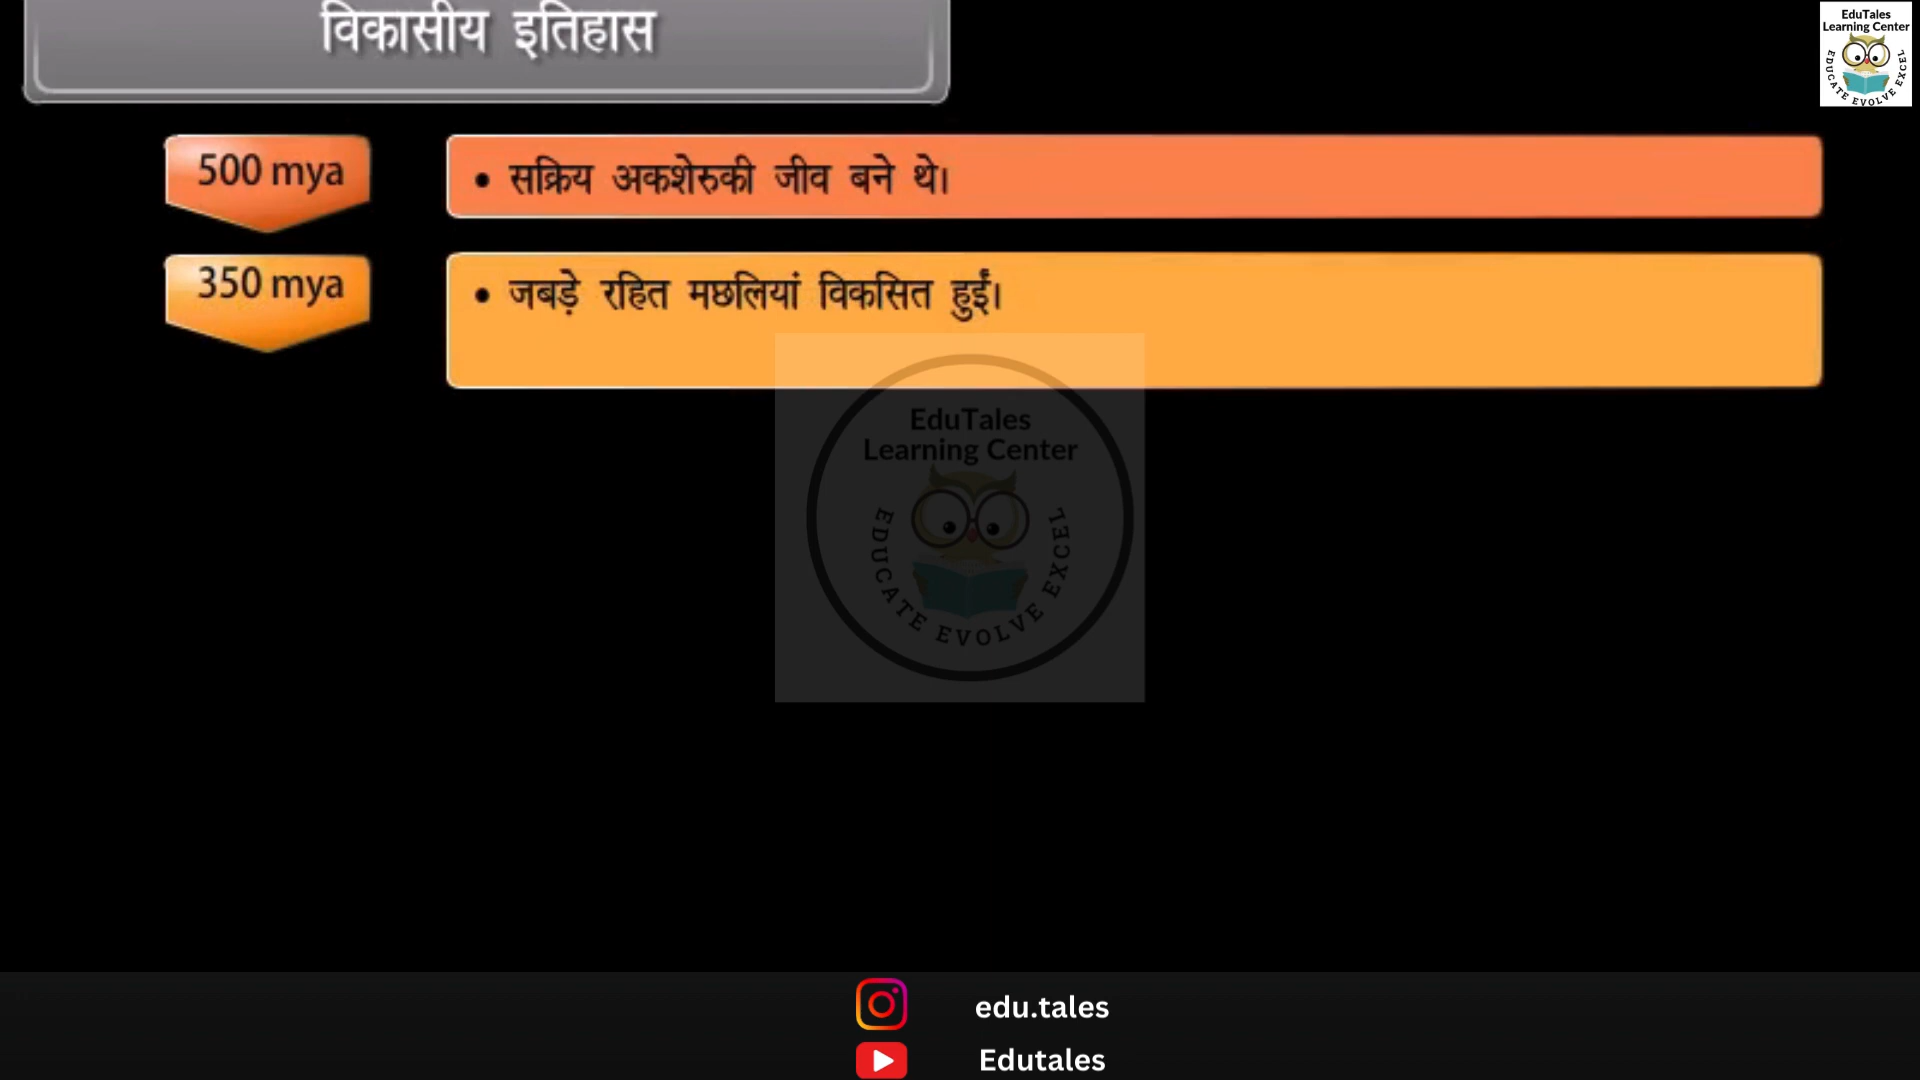 विकासीय इतिहास
EduTales
Learning Center
EDUCATE EVOLVE EXCEL
500 mya
• सक्रिय अकशेरुकी जीव बने थे।
350 mya
• जबड़े रहित मछलियां विकसित हुईं।
EduTales
Learning Center
EDUCATE EVOLVE EXCEL
edu.tales
Edutales